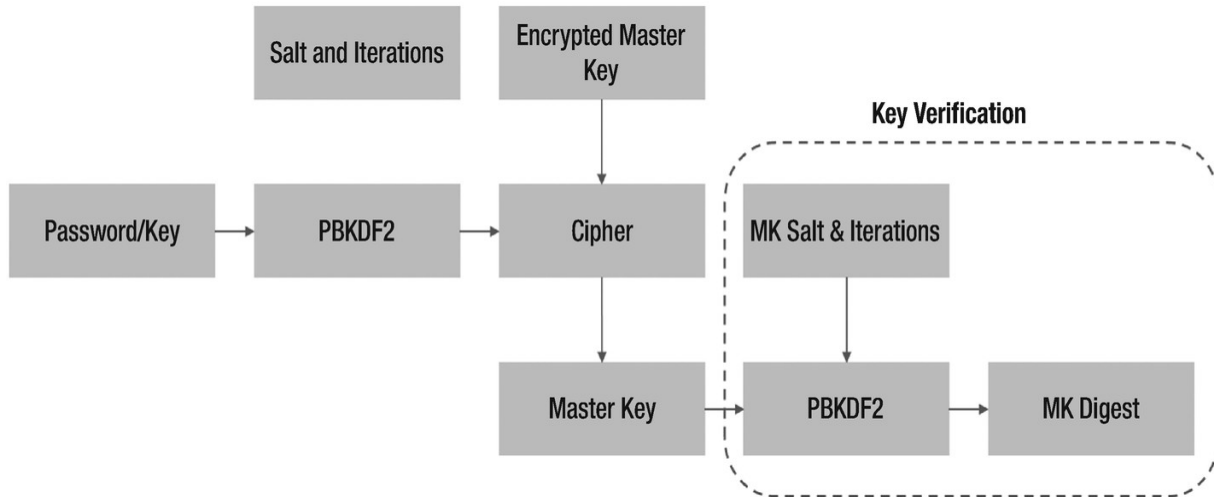 Salt and Iterations
Encrypted Master
Key
Key Verification
Password/Key
PBKDF2
Cipher
MK Salt & Iterations
Master Key
PBKDF2
MK Digest